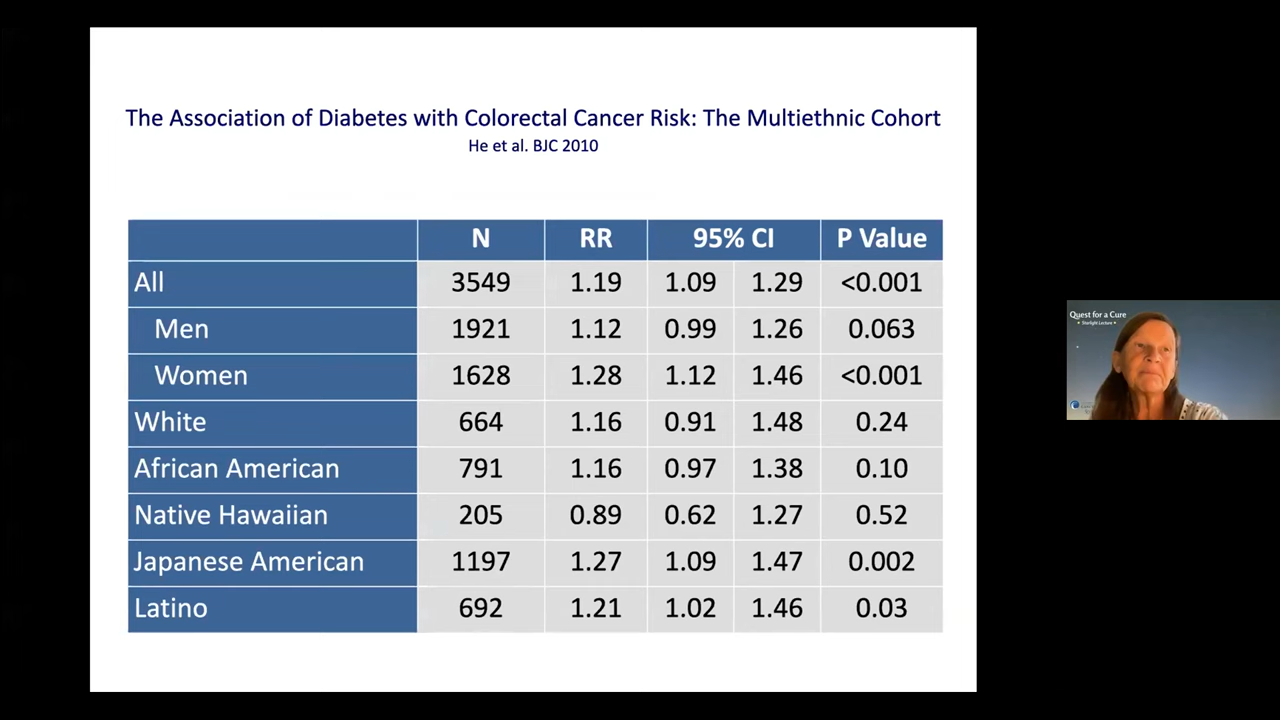 The Association of Diabetes with Colorectal Cancer Risk: The Multiethnic Cohort
He et al. BJC 2010
N RR 95% CI P Value
All 3549 1.19 1.09 1.29 <0.001
Men 1921 1.12 0.99 1.26 0.063
Women 1628 1.28 1.12 1.46 <0.001
White 664 1.16 0.91 1.48 0.24
African American 791 1.16 0.97 1.38 0.10
Native Hawaiian 205 0.89 0.62 1.27 0.52
Japanese American 1197 1.27 1.09 1.47 0.002
Latino 692 1.21 1.02 1.46 0.03
Quest for a Cure
Starlight Lecture